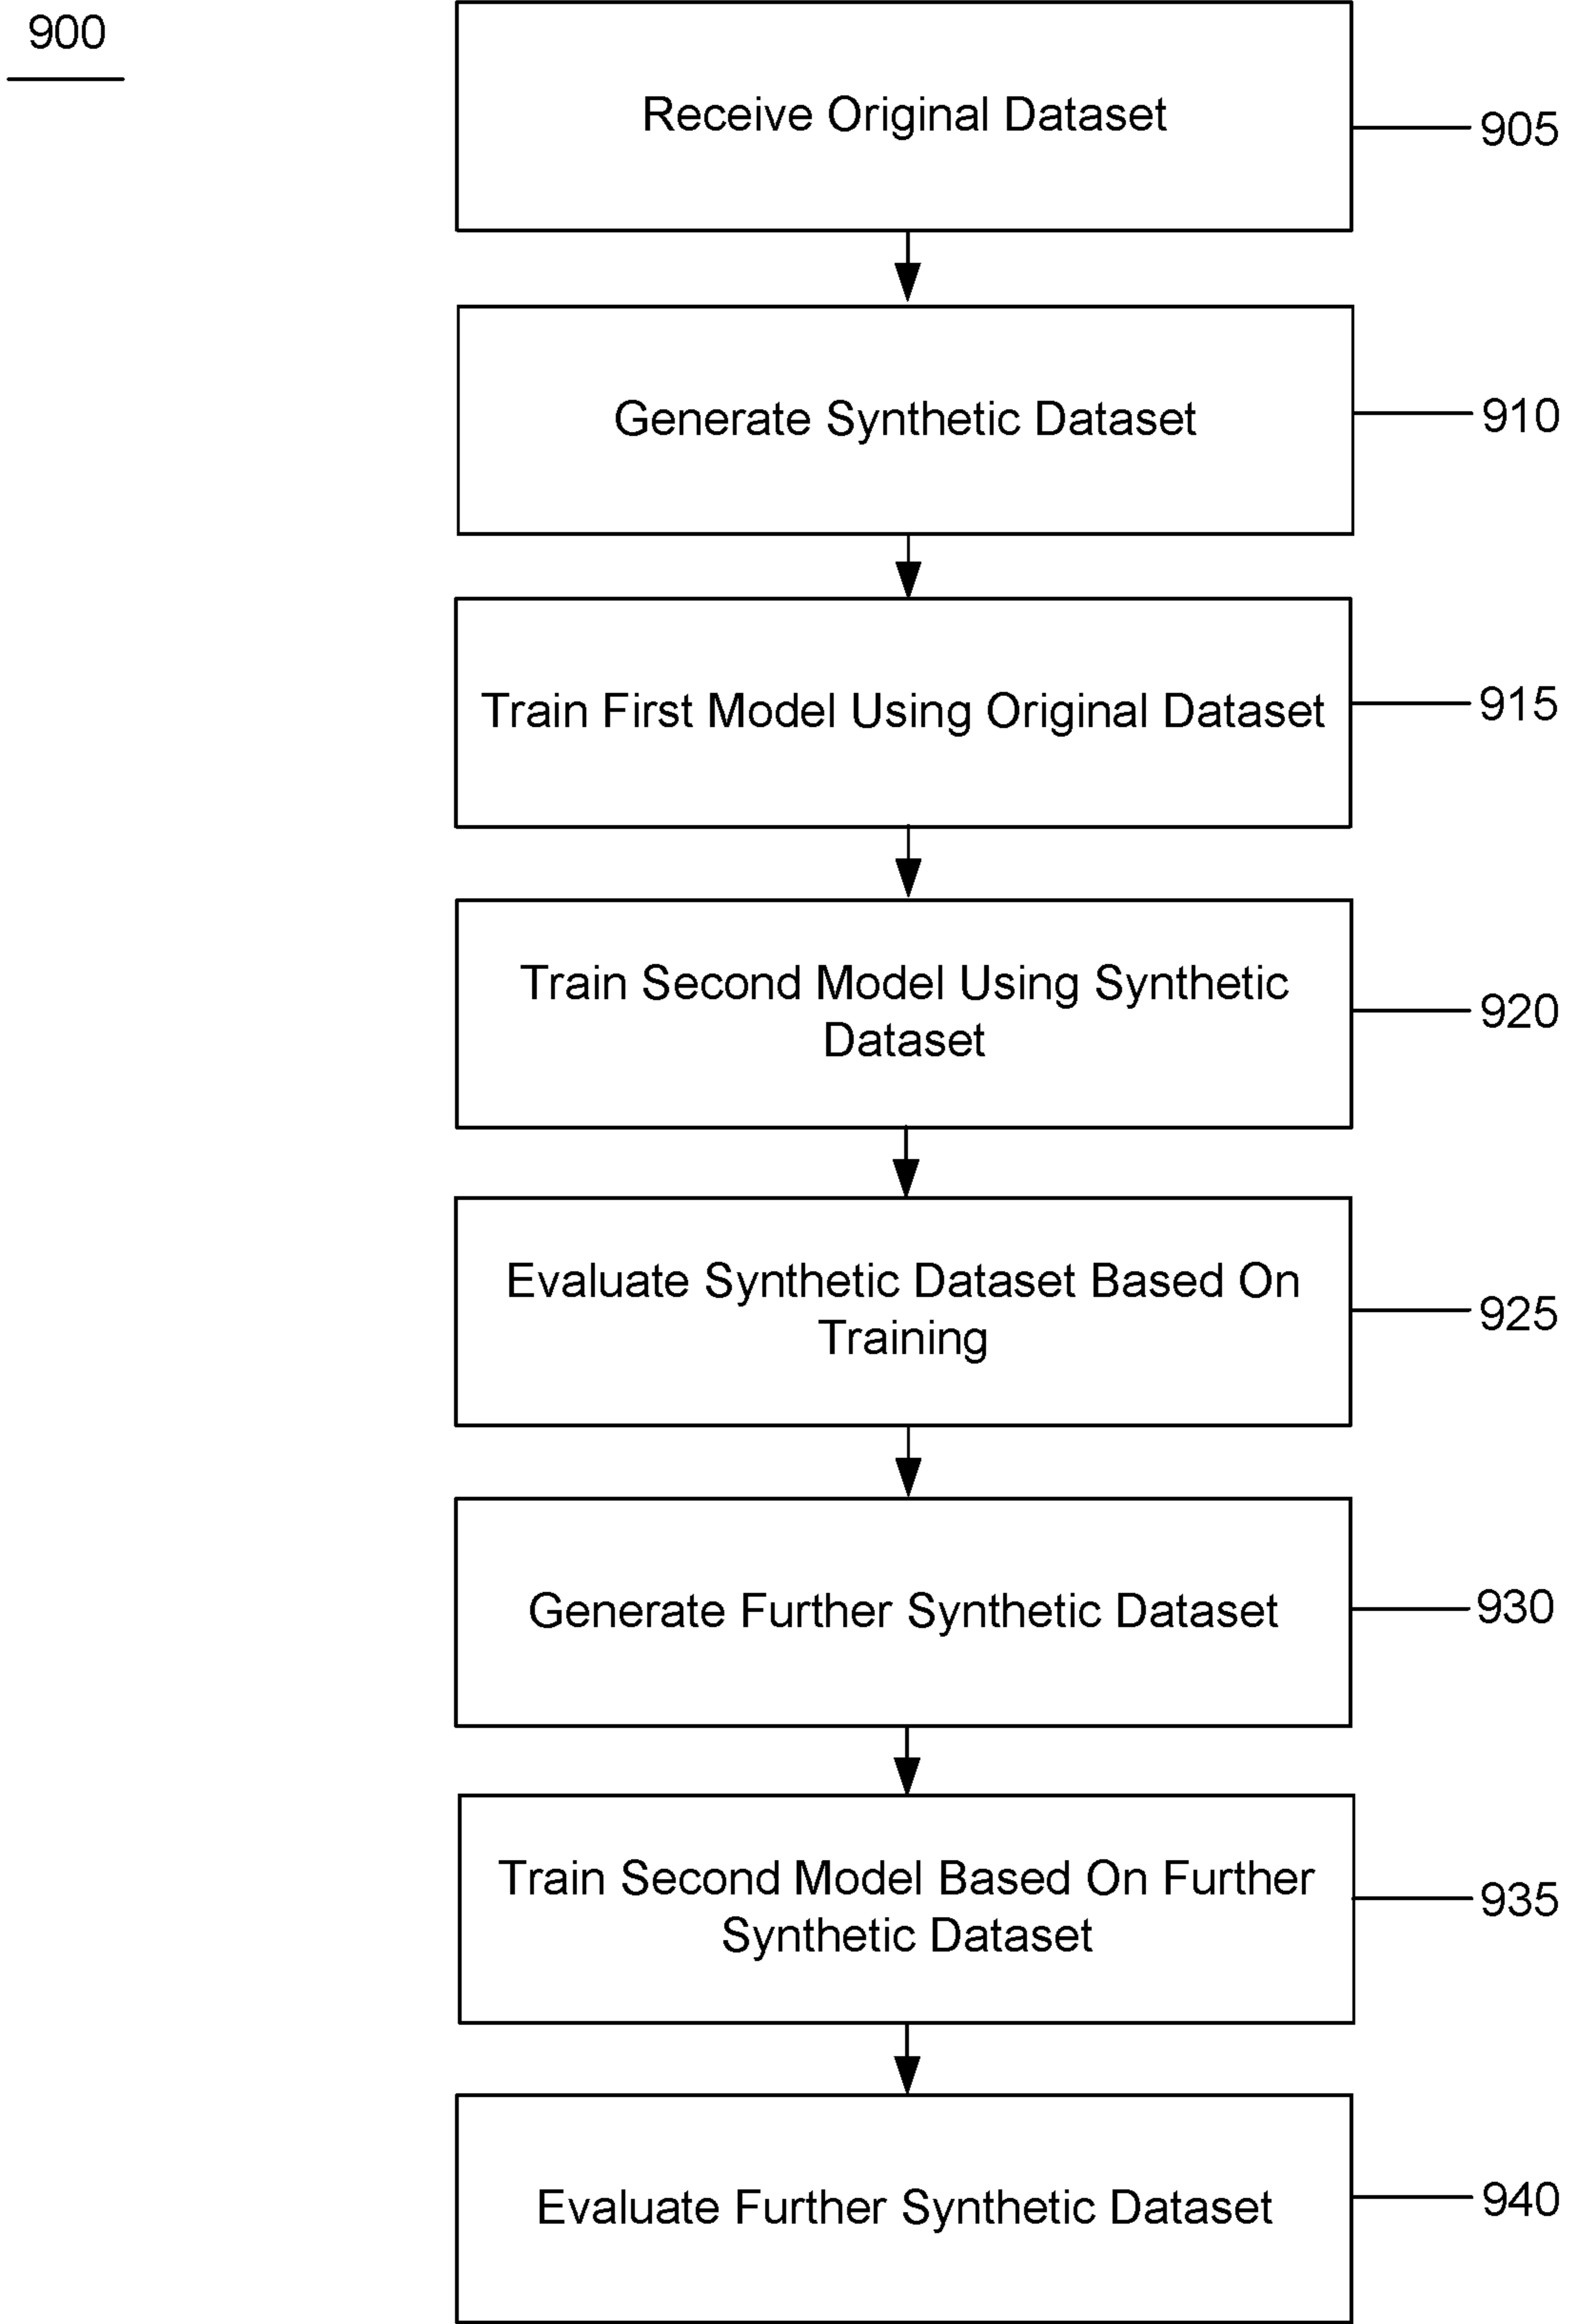 900
Receive Original Dataset
905
Generate Synthetic Dataset
910
Train First Model Using Original Dataset
915
Train Second Model Using Synthetic
Dataset
920
Evaluate Synthetic Dataset Based On
Training
925
Generate Further Synthetic Dataset
930
Train Second Model Based On Further
Synthetic Dataset
935
Evaluate Further Synthetic Dataset
940